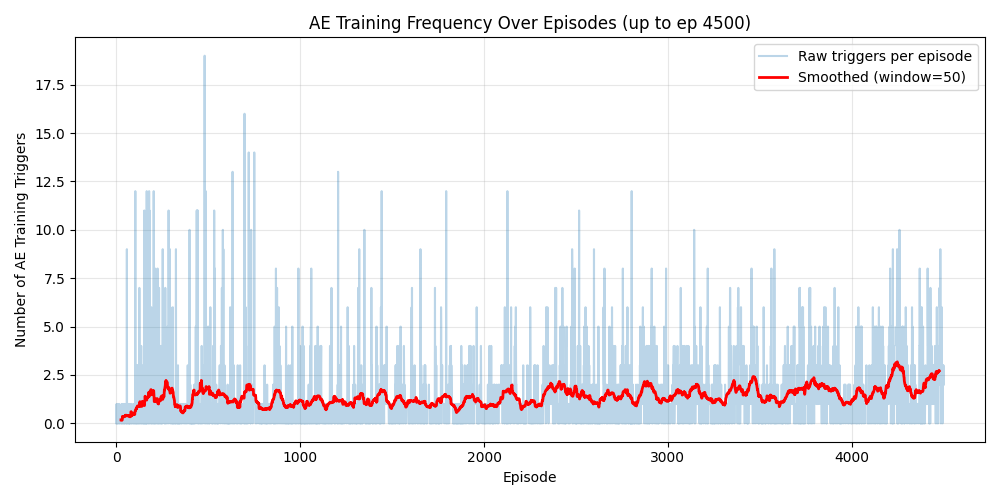 AE Training Frequency Over Episodes (up to ep 4500)
Raw triggers per episode
Smoothed (window=50)
Number of AE Training Triggers
17.5
15.0
12.5
10.0
7.5
5.0
2.5
0.0
0 1000 2000 3000 4000
Episode